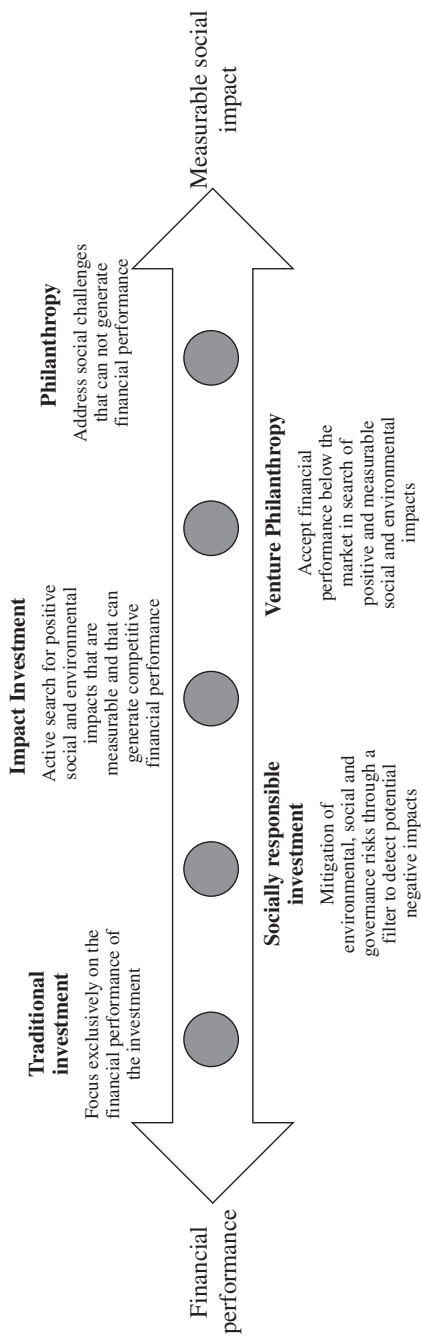 Financial
performance
Traditional
investment
Focus exclusively on the
financial performance of
the investment
Socially responsible
investment
Mitigation of
environmental, social and
governance risks through a
filter to detect potential
negative impacts
Impact Investment
Active search for positive
social and environmental
impacts that are
measurable and that can
generate competitive
financial performance
Venture Philanthropy
Accept financial
performance below the
market in search of
positive and measurable
social and environmental
impacts
Philanthropy
Address social challenges
that can not generate
financial performance
Measurable social
impact